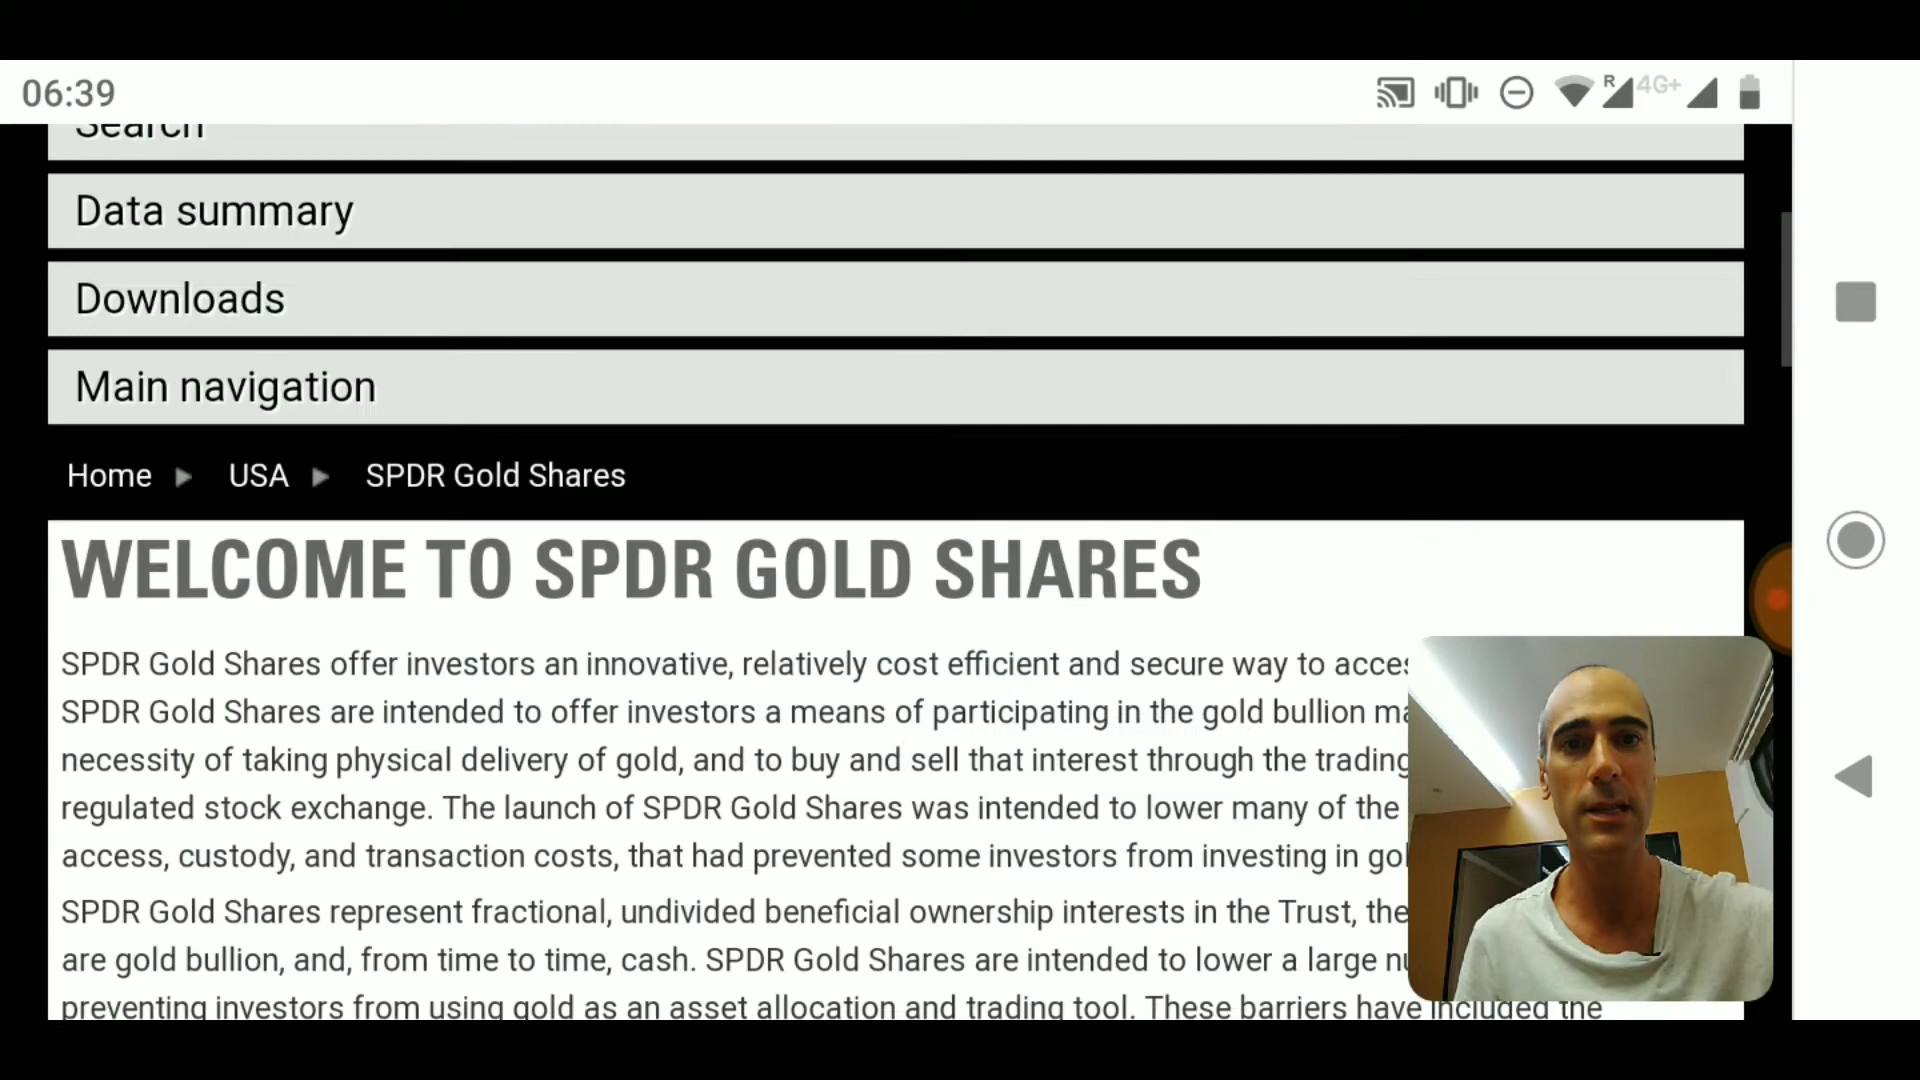 06:39
R 4G+
Search
Data summary
Downloads
Main navigation
Home USA SPDR Gold Shares
WELCOME TO SPDR GOLD SHARES
SPDR Gold Shares offer investors an innovative, relatively cost efficient and secure way to
SPDR Gold Shares are intended to offer investors a means of participating in the gold bullion
necessity of taking physical delivery of gold, and to buy and sell that interest through the trading
regulated stock exchange. The launch of SPDR Gold Shares was intended to lower many of the
access, custody, and transaction costs, that had prevented some investors from investing in
SPDR Gold Shares represent fractional, undivided beneficial ownership interests in the Trust,
are gold bullion, and, from time to time, cash. SPDR Gold Shares are intended to lower a large
preventing investors from using gold as an asset allocation and trading tool. These barriers have included the